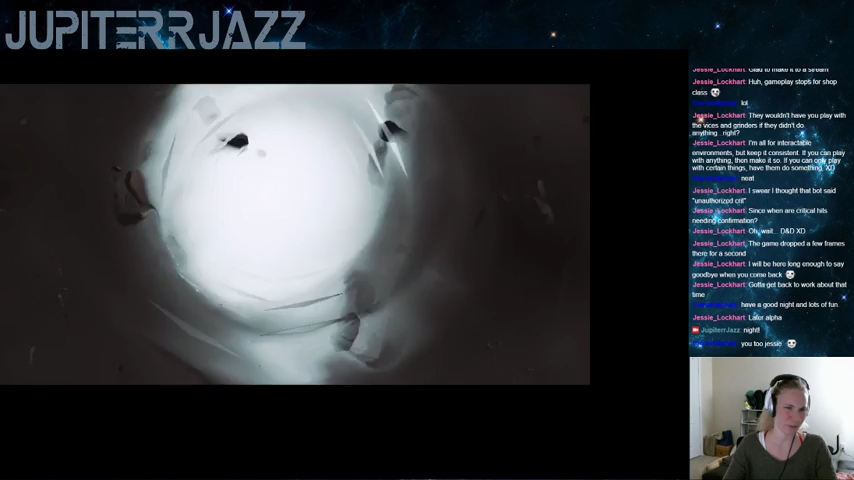 JUPITERRJAZZ
Jessie_Lockhart: Glad to make it to a stream
Jessie_Lockhart: Huh, gameplay stops for shop
class
lol
Jessie_Lockhart: They wouldn't have you play with
the vices and grinders if they didn't do
anything...right?
Jessie_Lockhart: I'm all for interactable
environments, but keep it consistent. If you can play
with anything, then make it so. If you can only play
with certain things, have them do something. XD
neat
Jessie_Lockhart: I swear I thought that bot said
"unauthorized crit"
Jessie_Lockhart: Since when are critical hits
needing confirmation?
Jessie_Lockhart: Oh, wait... D&D XD
Jessie_Lockhart: The game dropped a few frames
there for a second
Jessie_Lockhart: I will be here long enough to say
goodbye when you come back
Jessie_Lockhart: Gotta get back to work about that
time
have a good night and lots of fun.
Jessie_Lockhart: Later alpha
JupiterrJazz: night!
you too jessie